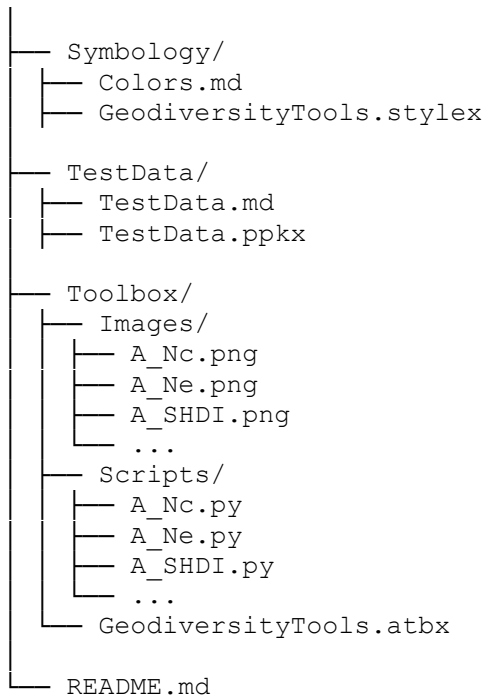 Symbology/
Colors.md
GeodiversityTools.stylex
TestData/
TestData.md
TestData.ppkx
Toolbox/
Images/
A_Nc.png
A_Ne.png
A_SHDI.png
...
Scripts/
A_Nc.py
A_Ne.py
A_SHDI.py
...
GeodiversityTools.atbx
README.md